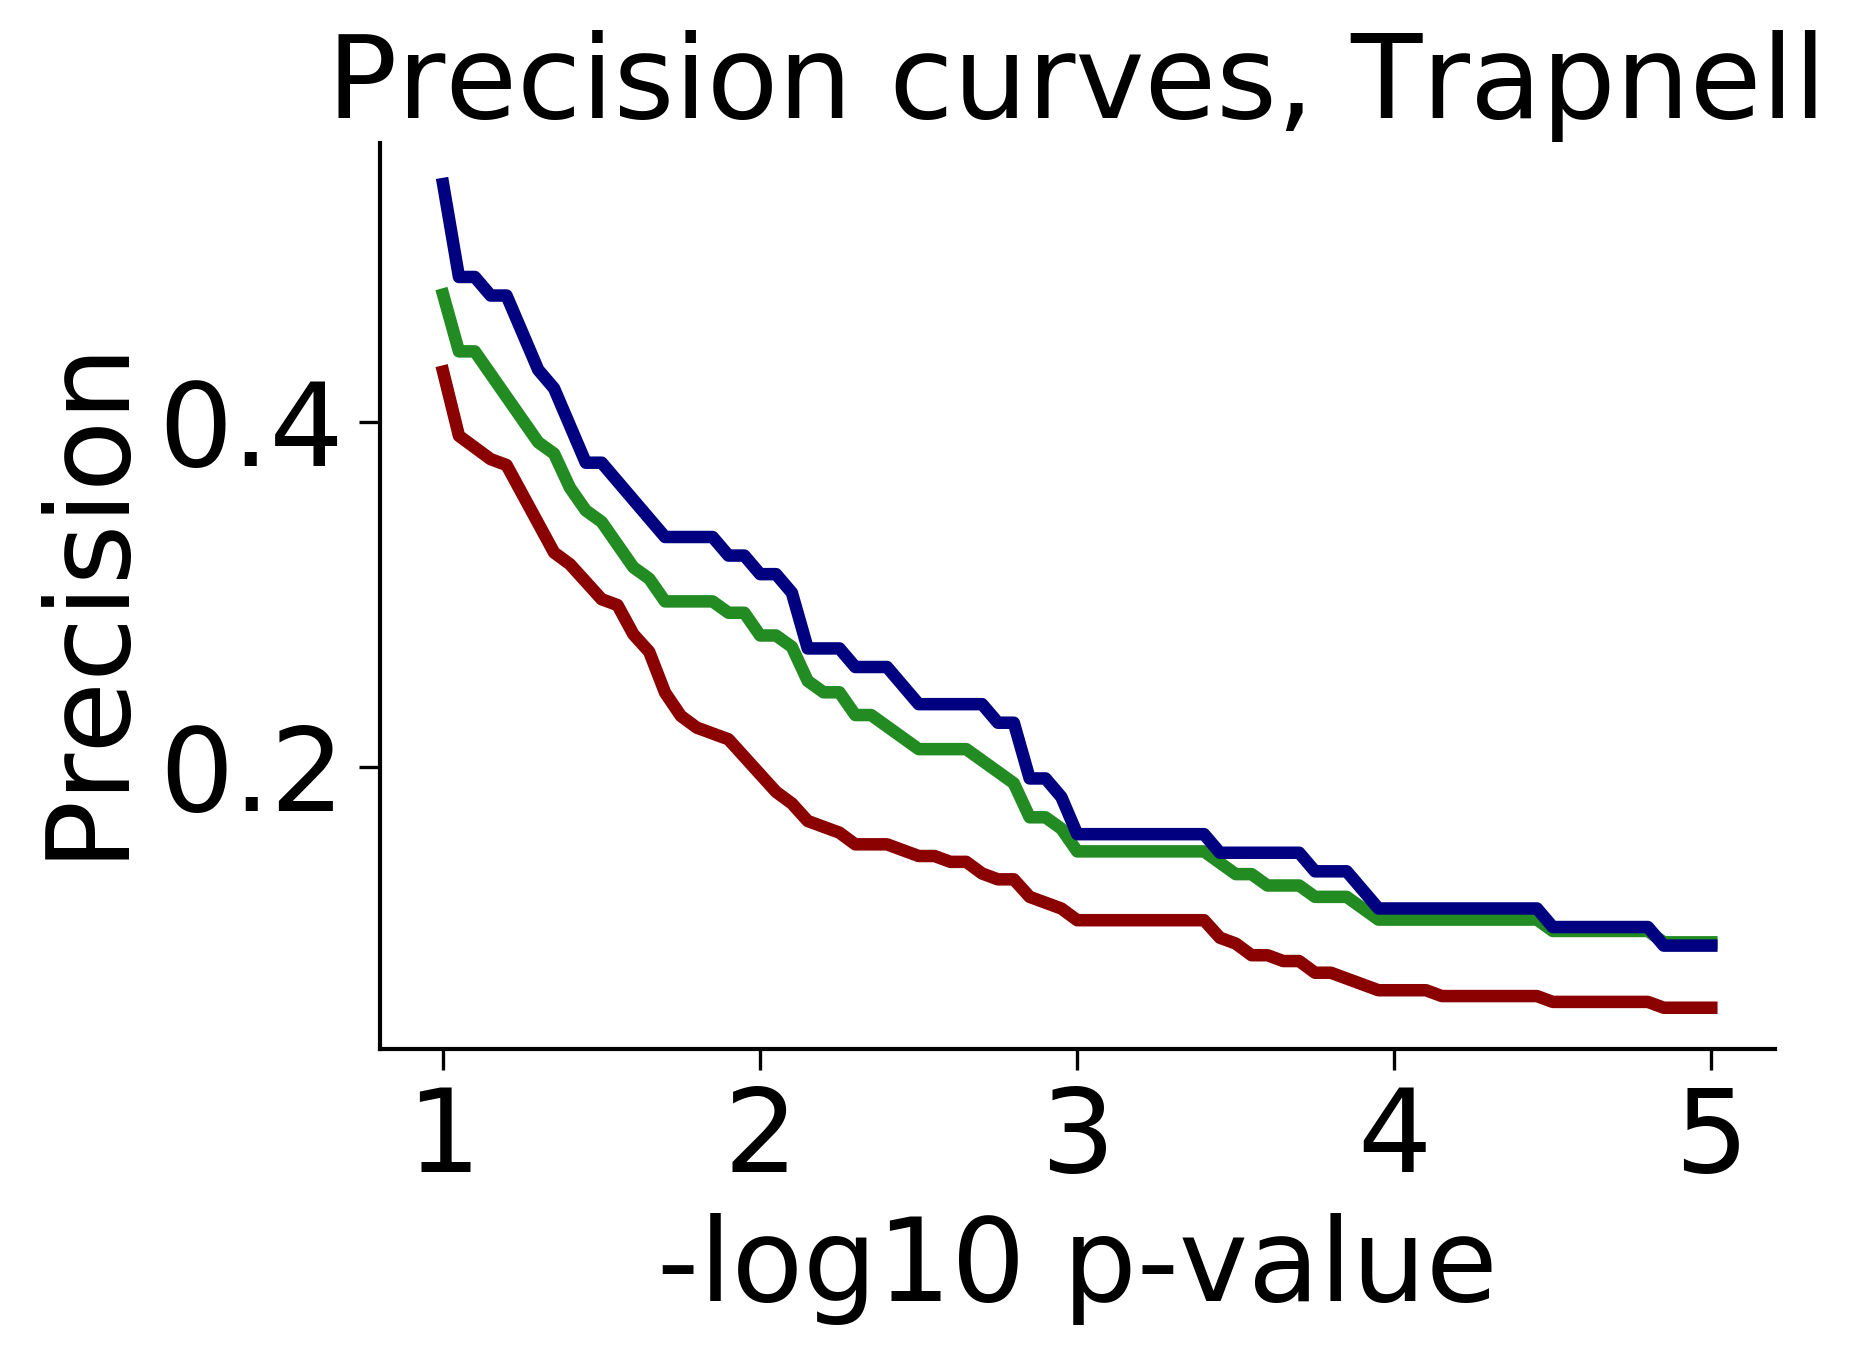 Precision curves, Trapnell
Precision
0.4
0.2
1 2 3 4 5
-log10 p-value